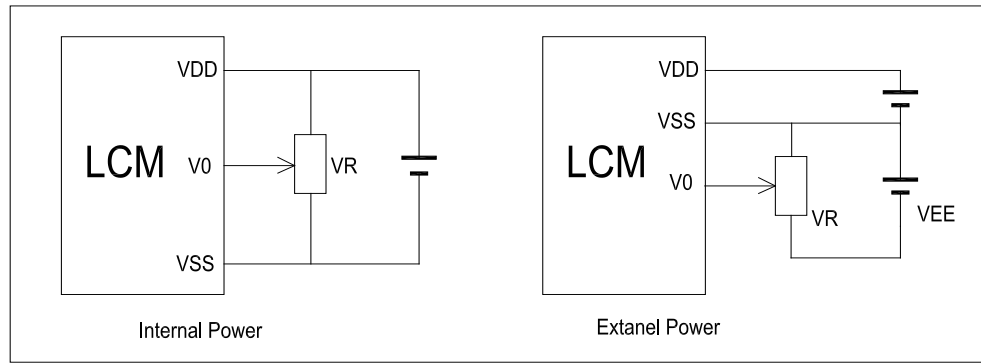 VDD
LCM
V0
VR
VSS
Internal Power
VDD
VSS
LCM
V0
VR
VEE
Extanel Power